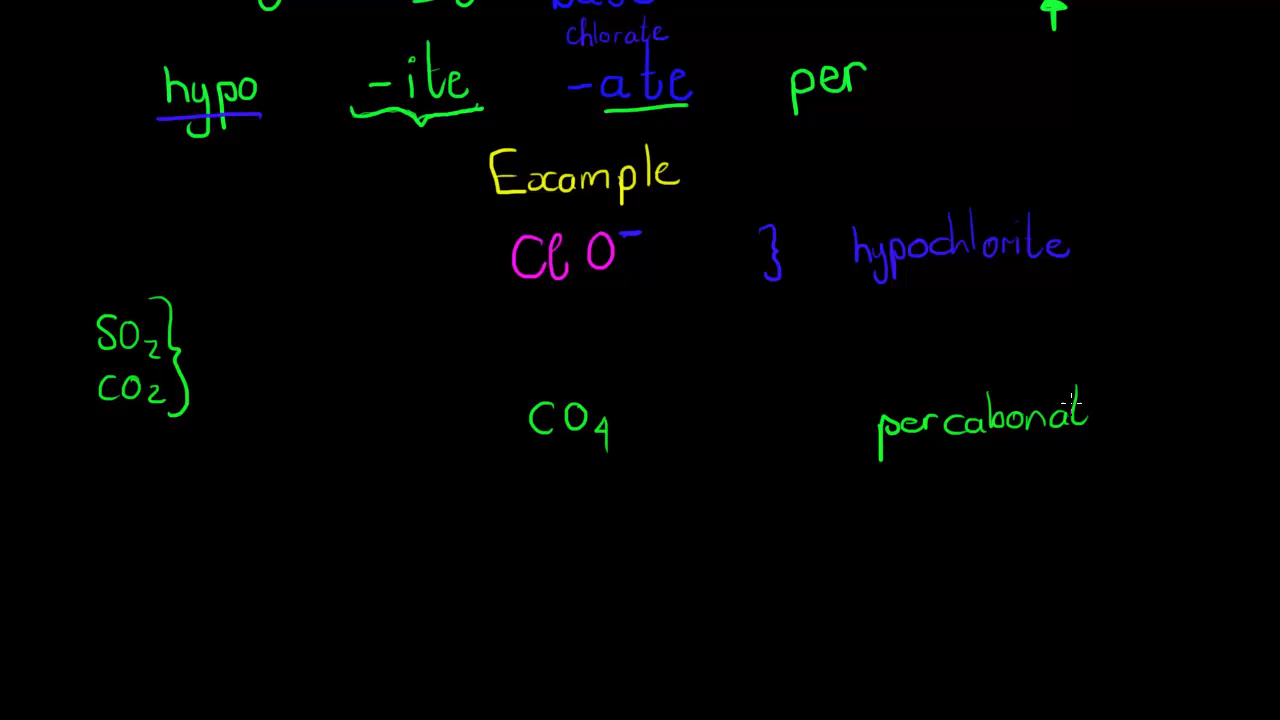 chlorate
hypo -ite -ate per
Example
ClO⁻ } hypochlorite
SO₂ }
CO₂
CO₄ percabonat